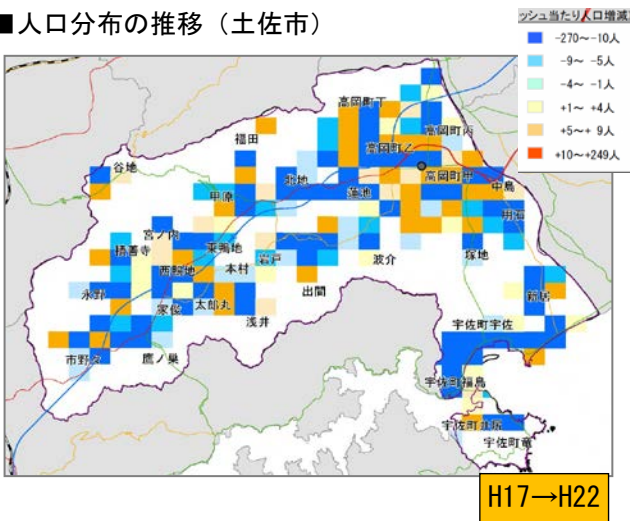 ■人口分布の推移（土佐市）
ッシュ当たり人口増減
-270～-10人
-9～ -5人
-4～ -1人
+1～ +4人
+5～+ 9人
+10～+249人
高岡町丁
高岡町丙
福田
高岡町乙
谷地
北地
高岡町甲
甲原
蓮池
中島
用石
宮ノ内
積善寺
東鴨地
岩戸
波介
塚地
西鴨地
本村
永野
出間
新居
家俊
太郎丸
浅井
宇佐町宇佐
市野々
鷹ノ巣
宇佐町福島
宇佐町井尻
宇佐町竜
H17→H22